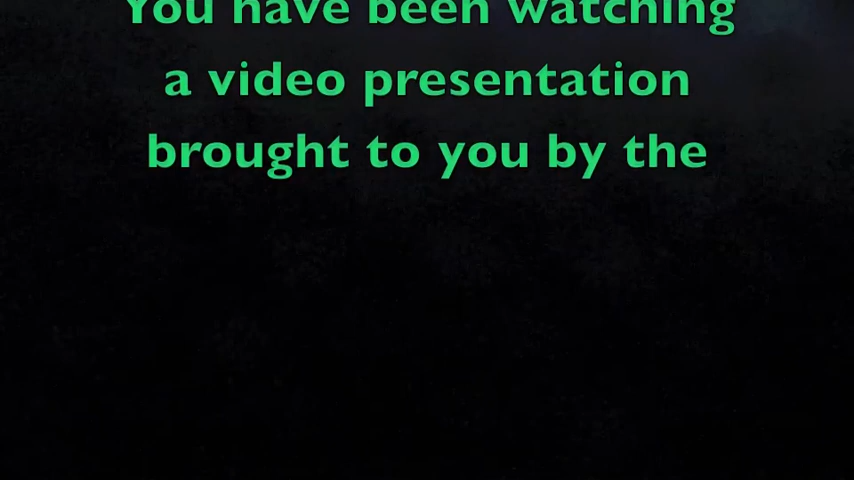 You have been watching
a video presentation
brought to you by the